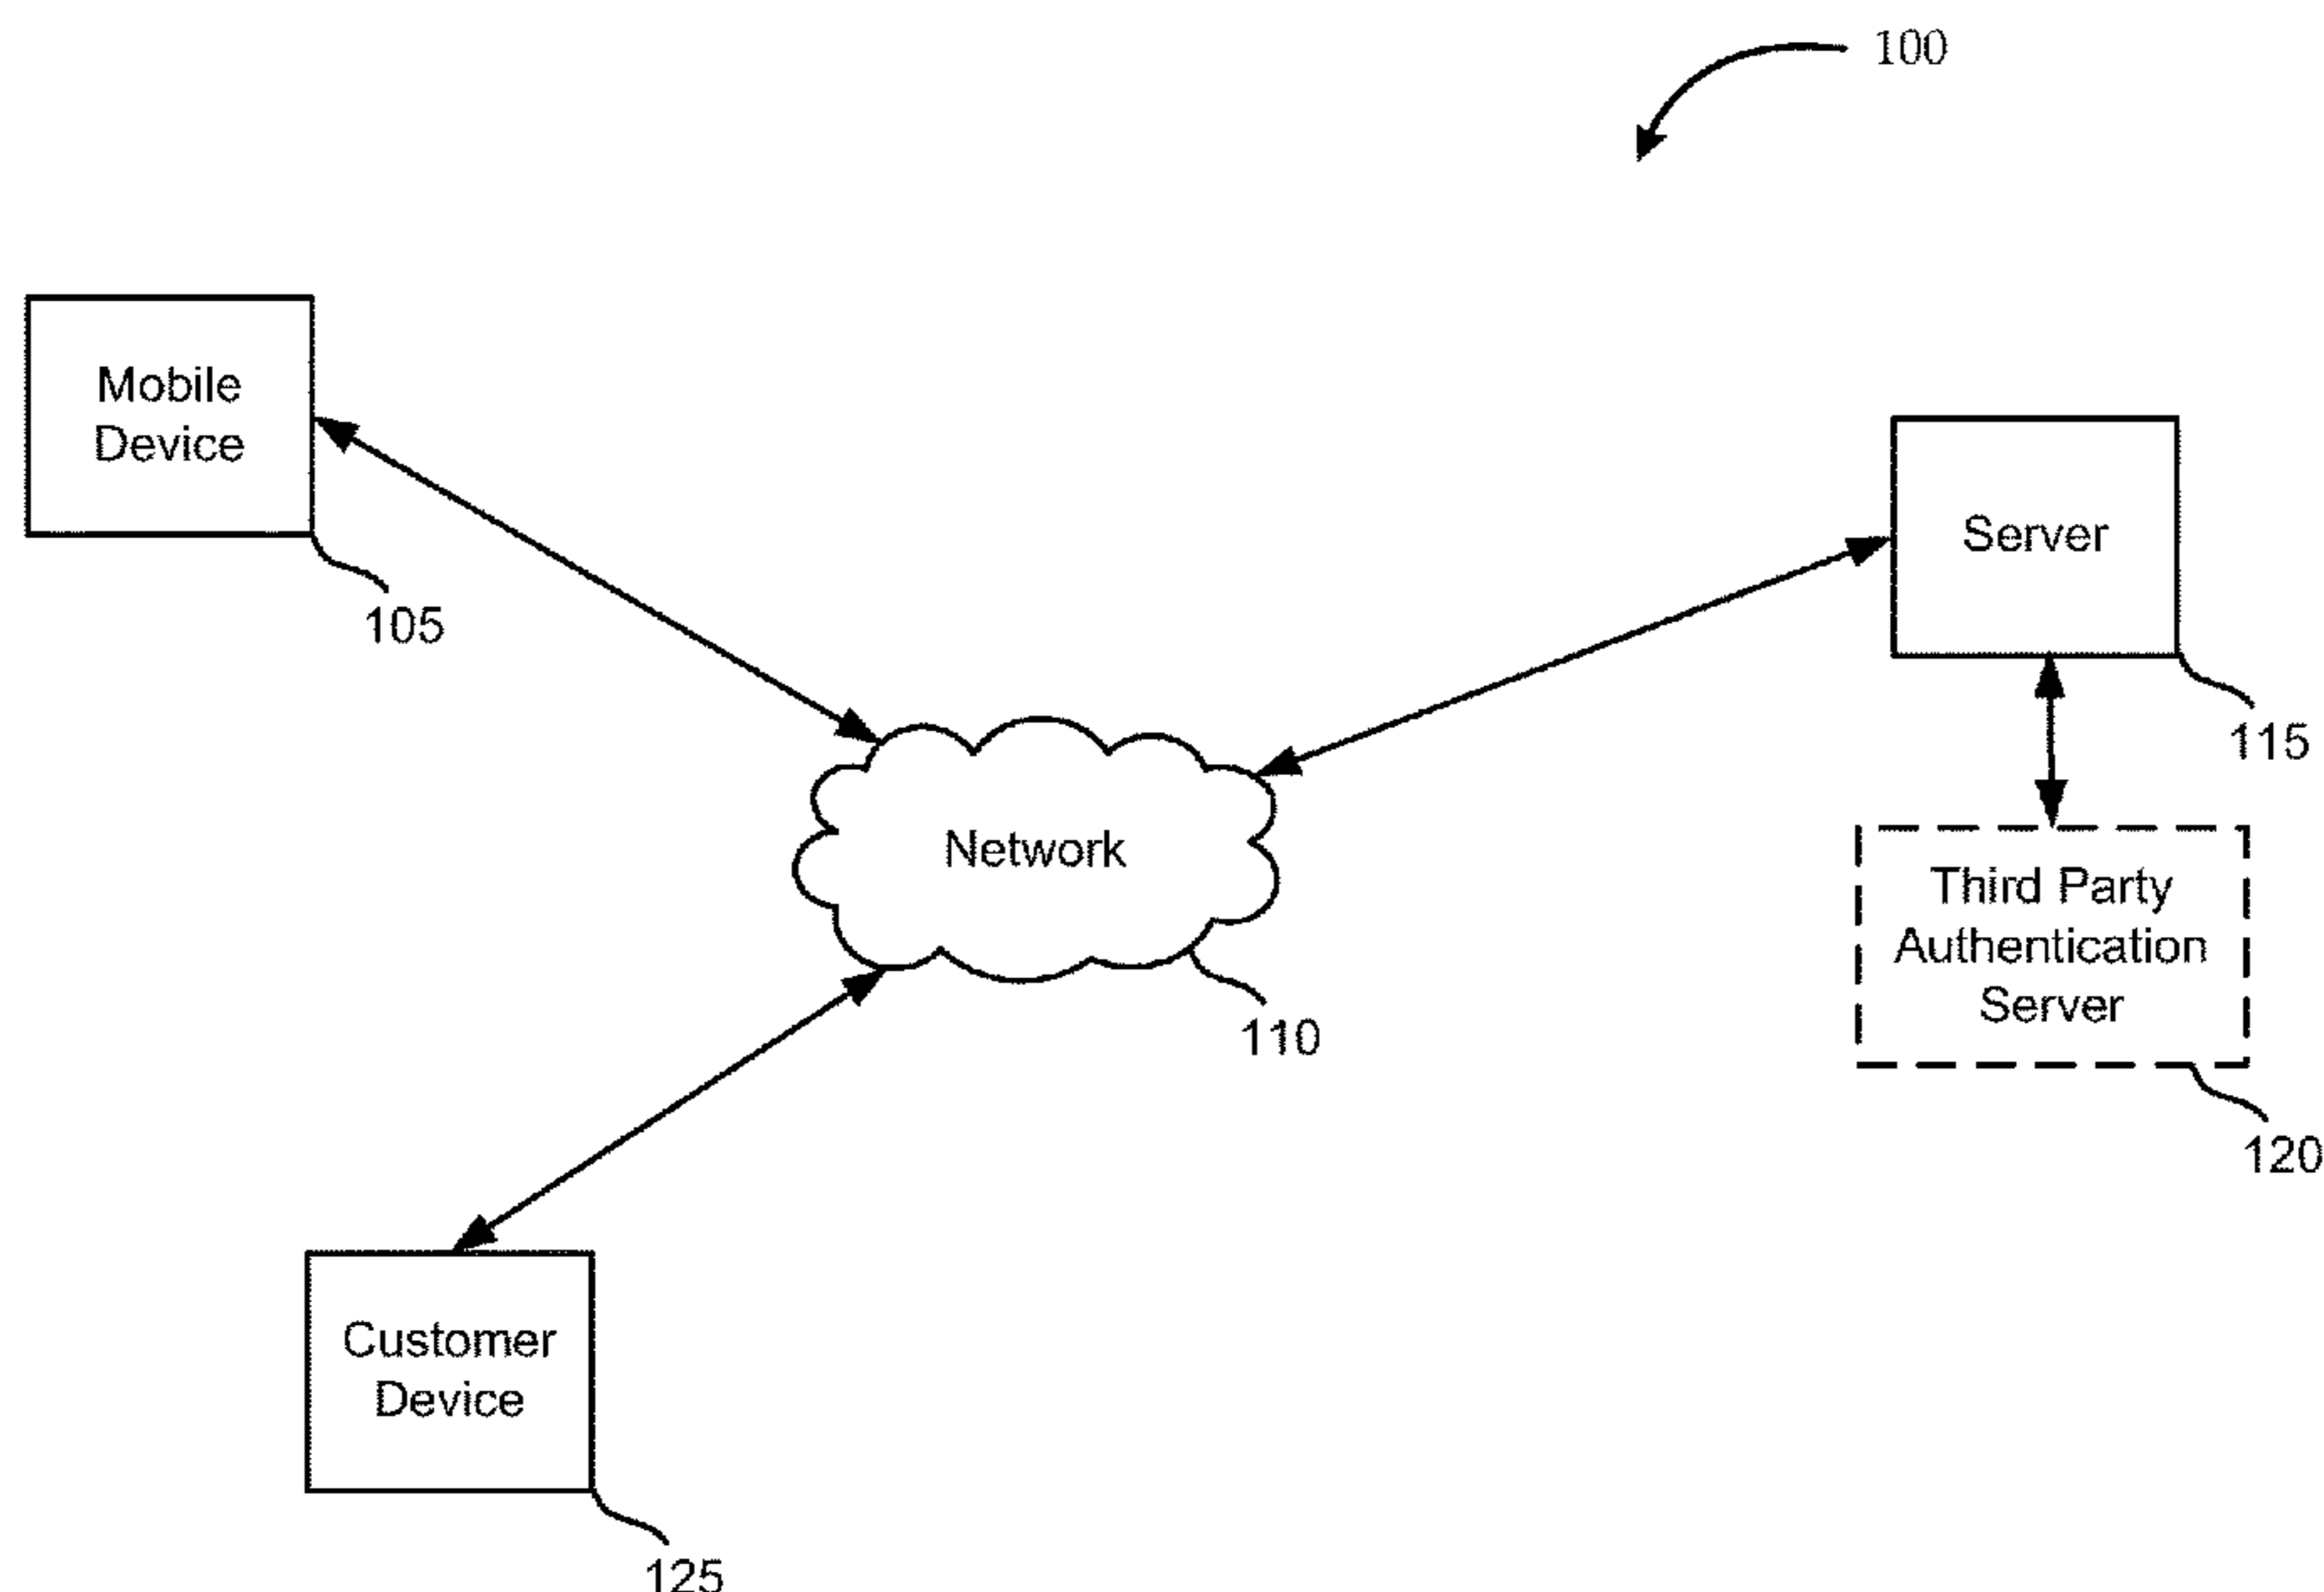 100
Mobile
Device
105
Server
115
Network
110
Third Party
Authentication
Server
120
Customer
Device
125